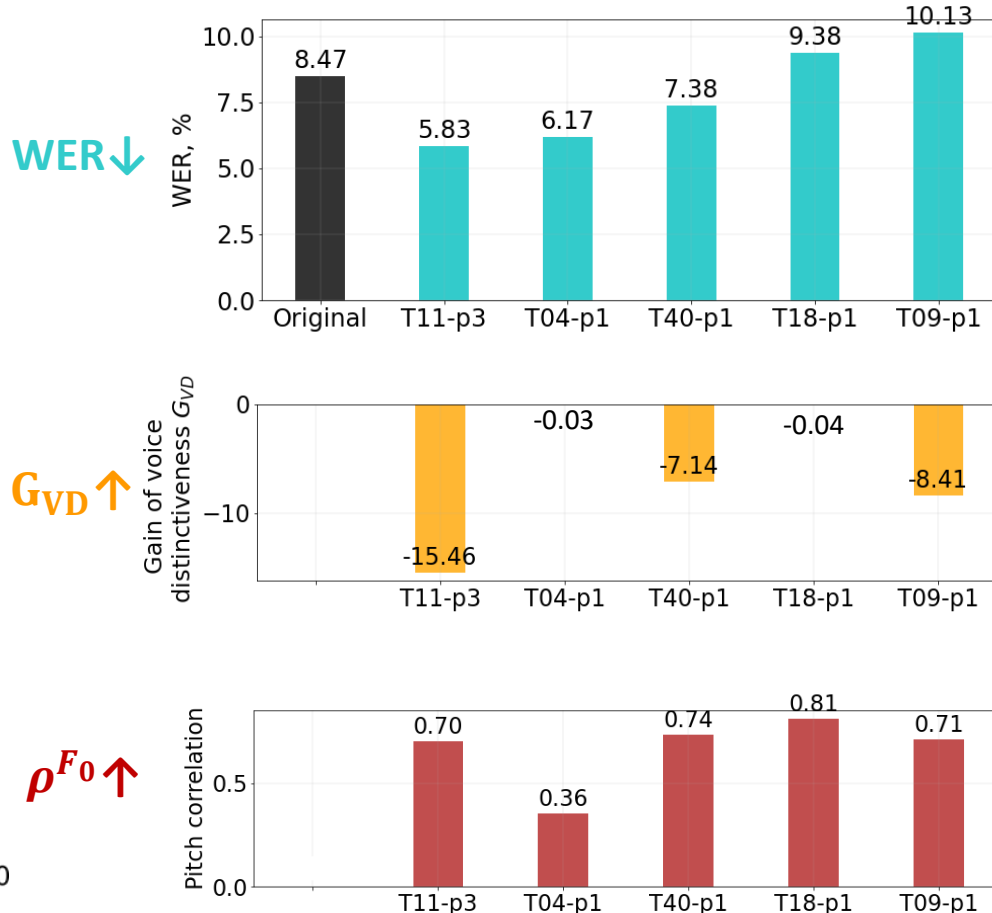 WER↓
WER, %
10.0
7.5
5.0
2.5
0.0
8.47
5.83
6.17
7.38
9.38
10.13
Original T11-p3 T04-p1 T40-p1 T18-p1 T09-p1
G_VD↑
Gain of voice
distinctiveness G_VD
0
−10
-15.46
-0.03
-7.14
-0.04
-8.41
T11-p3 T04-p1 T40-p1 T18-p1 T09-p1
ρ^F₀↑
Pitch correlation
0.5
0.0
0.70
0.36
0.74
0.81
0.71
T11-p3 T04-p1 T40-p1 T18-p1 T09-p1
0